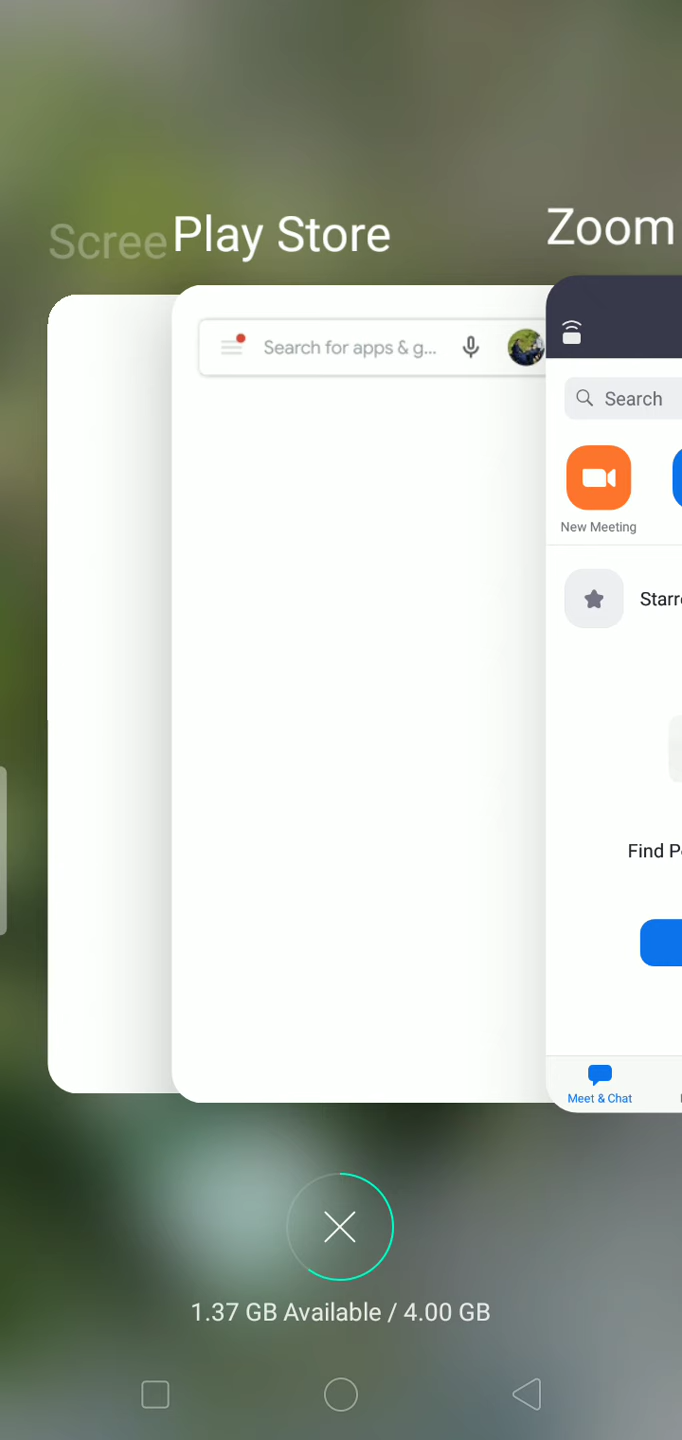 Scree
Play Store
Zoom
Search for apps & g...
Search
New Meeting
Starr
Find P
Meet & Chat
1.37 GB Available / 4.00 GB